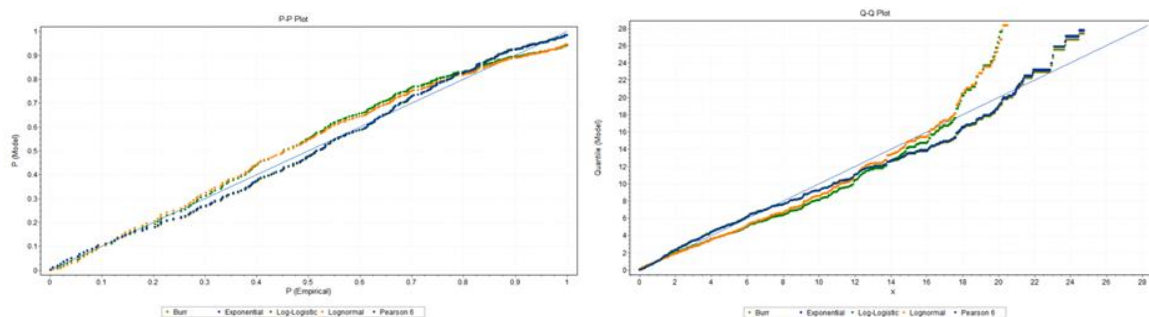 P-P Plot
1
0.9
0.8
0.7
0.6
0.5
0.4
0.3
0.2
0.1
0
P (Model)
0 0.1 0.2 0.3 0.4 0.5 0.6 0.7 0.8 0.9 1
P (Empirical)
Burr Exponential Log-Logistic Lognormal Pearson 6
Q-Q Plot
28
26
24
22
20
18
16
14
12
10
8
6
4
2
0
Quantile (Model)
0 2 4 6 8 10 12 14 16 18 20 22 24 26 28
x
Burr Exponential Log-Logistic Lognormal Pearson 6